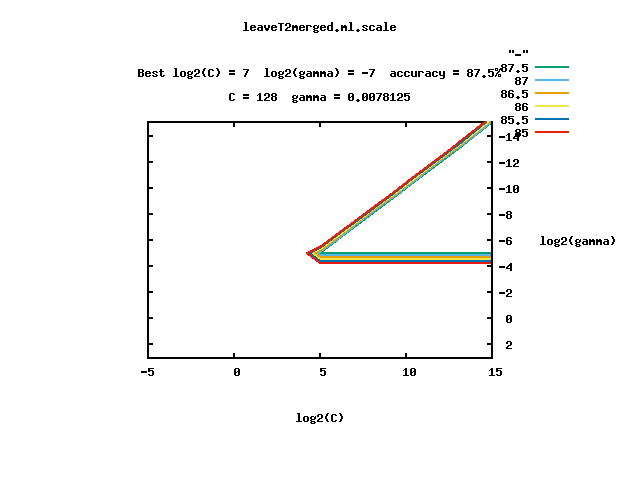 leaveT2merged.ml.scale
"_"
Best log2(C) = 7  log2(gamma) = -7  accuracy = 87.5%
87.5
87
C = 128  gamma = 0.0078125
86.5
86
85.5
85
-14
-12
-10
-8
-6
log2(gamma)
-4
-2
0
2
-5 0 5 10 15
log2(C)